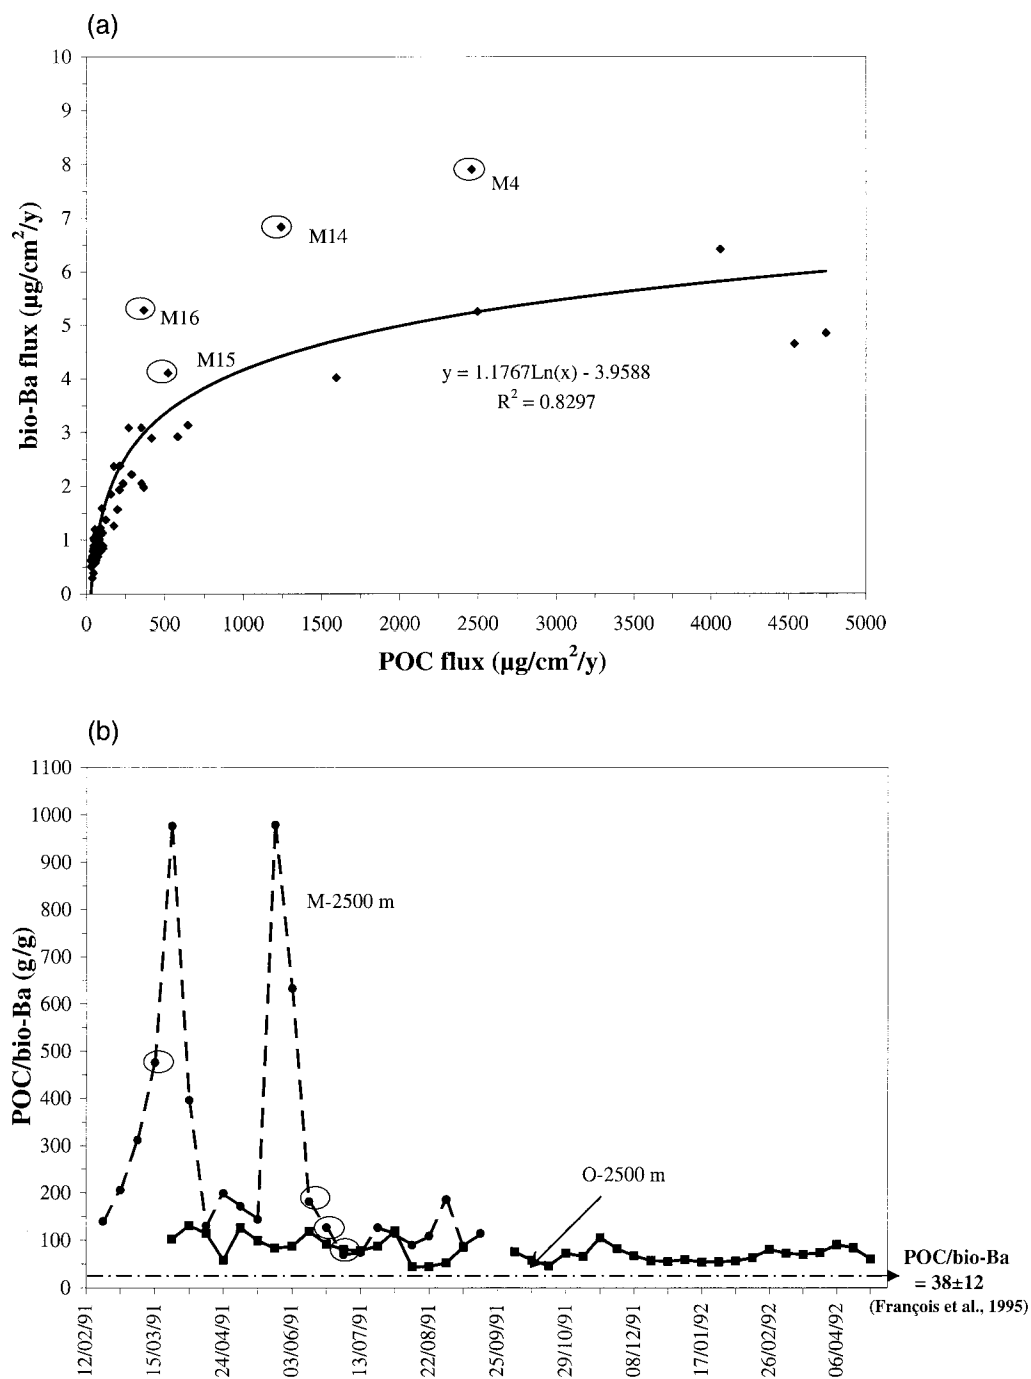 (a)
10
9
8
7
6
5
4
3
2
1
0
bio-Ba flux (µg/cm²/y)
M4
M14
M16
M15
y = 1.1767Ln(x) - 3.9588
R² = 0.8297
0 500 1000 1500 2000 2500 3000 3500 4000 4500 5000
POC flux (µg/cm²/y)
(b)
1100
1000
900
800
700
600
500
400
300
200
100
0
POC/bio-Ba (g/g)
M-2500 m
O-2500 m
POC/bio-Ba
= 38±12
(François et al., 1995)
12/02/91 15/03/91 24/04/91 03/06/91 13/07/91 22/08/91 25/09/91 29/10/91 08/12/91 17/01/92 26/02/92 06/04/92